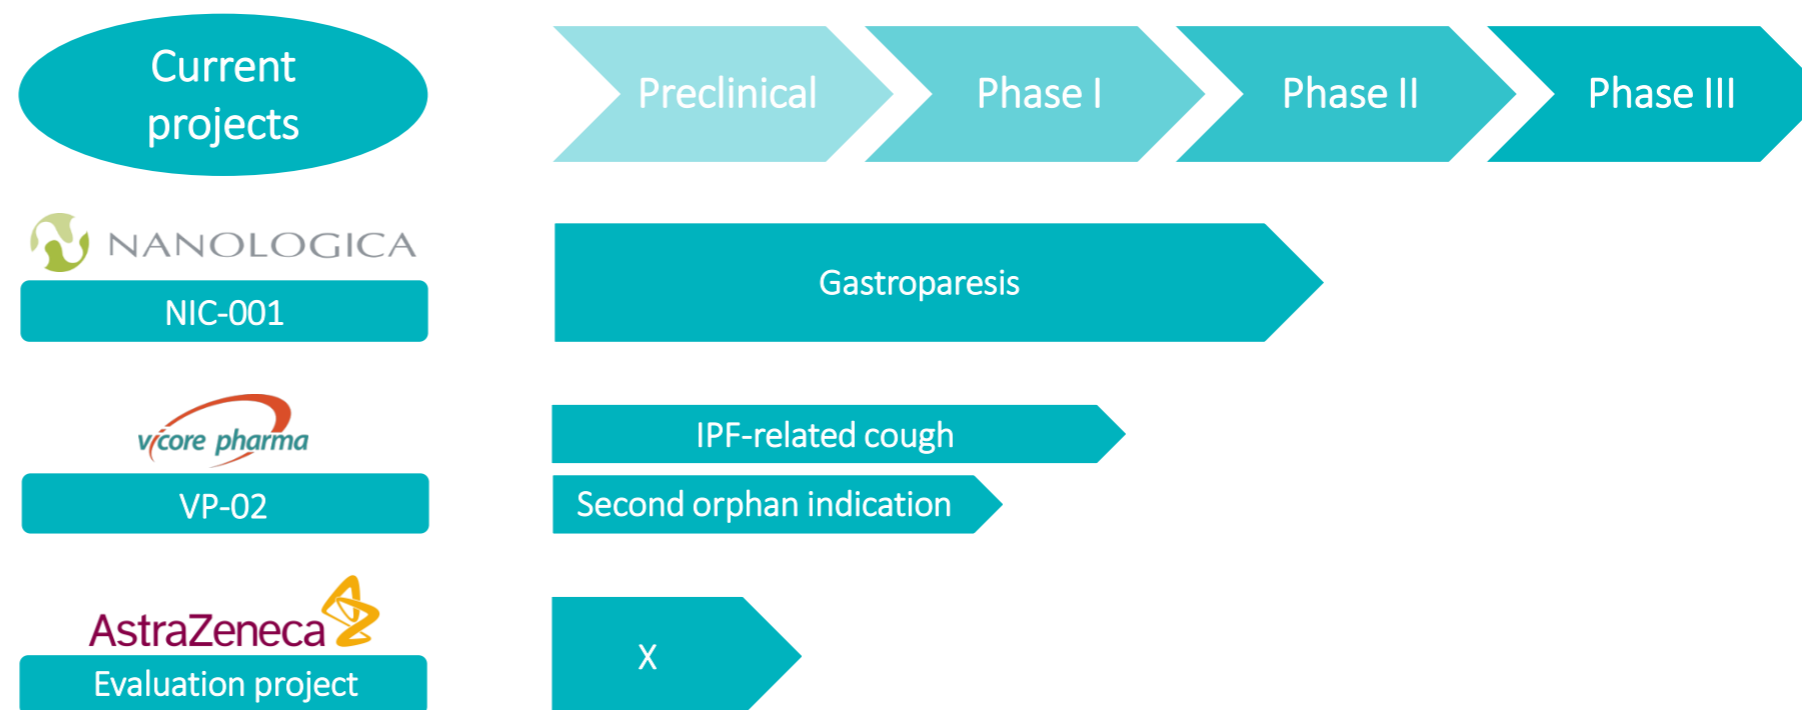 Current
projects
Preclinical
Phase I
Phase II
Phase III
NANOLOGICA
NIC-001
Gastroparesis
vicore pharma
VP-02
IPF-related cough
Second orphan indication
AstraZeneca
Evaluation project
X